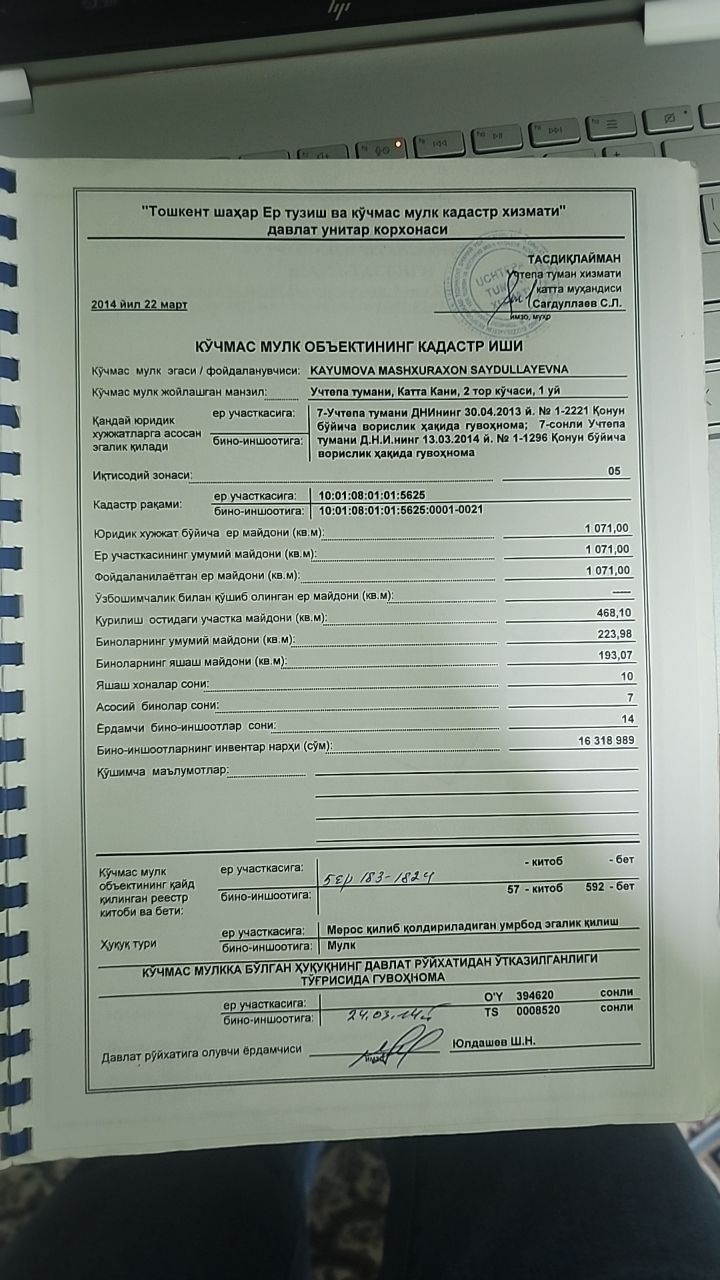 "Тошкент шаҳар Ер тузиш ва кўчмас мулк кадастр хизмати"
давлат унитар корхонаси
ТАСДИҚЛАЙМАН
Учтепа туман хизмати
катта муҳандиси
2014 йил 22 март
Сагдуллаев С.Л.
имзо, муҳр
КЎЧМАС МУЛК ОБЪЕКТИНИНГ КАДАСТР ИШИ
Кўчмас мулк эгаси / фойдаланувчиси: KAYUMOVA MASHXURAXON SAYDULLAYEVNA
Кўчмас мулк жойлашган манзил: Учтепа тумани, Катта Кани, 2 тор кўчаси, 1 уй
Қандай юридик хужжатларга асосан эгалик қилади
ер участкасига:
бино-иншоотига:
7-Учтепа тумани ДНИнинг 30.04.2013 й. № 1-2221 Қонун
бўйича ворислик ҳақида гувоҳнома; 7-сонли Учтепа
тумани Д.Н.И.нинг 13.03.2014 й. № 1-1296 Қонун бўйича
ворислик ҳақида гувоҳнома
Иқтисодий зонаси: 05
Кадастр рақами:
ер участкасига: 10:01:08:01:01:5625
бино-иншоотига: 10:01:08:01:01:5625:0001-0021
Юридик хужжат бўйича ер майдони (кв.м): 1 071,00
Ер участкасининг умумий майдони (кв.м): 1 071,00
Фойдаланилаётган ер майдони (кв.м): 1 071,00
Ўзбошимчалик билан қўшиб олинган ер майдони (кв.м): -----
Қурилиш остидаги участка майдони (кв.м): 468,10
Биноларнинг умумий майдони (кв.м): 223,98
Биноларнинг яшаш майдони (кв.м): 193,07
Яшаш хоналар сони: 10
Асосий бинолар сони: 7
Ёрдамчи бино-иншоотлар сони: 14
Бино-иншоотларнинг инвентар нарҳи (сўм): 16 318 989
Қўшимча маълумотлар:
Кўчмас мулк
объектининг қайд
қилинган реестр
китоби ва бети:
ер участкасига: 5ер 183-1824 - китоб - бет
бино-иншоотига: 57 - китоб 592 - бет
Ҳуқуқ тури
ер участкасига: Мерос қилиб қолдириладиган умрбод эгалик қилиш
бино-иншоотига: Мулк
КЎЧМАС МУЛККА БЎЛГАН ҲУҚУҚНИНГ ДАВЛАТ РЎЙХАТИДАН ЎТКАЗИЛГАНЛИГИ
ТЎҒРИСИДА ГУВОҲНОМА
ер участкасига: O'Y 394620 сонли
бино-иншоотига: 24.03.14й TS 0008520 сонли
Давлат рўйхатига олувчи ёрдамчиси Юлдашев Ш.Н.
имзо